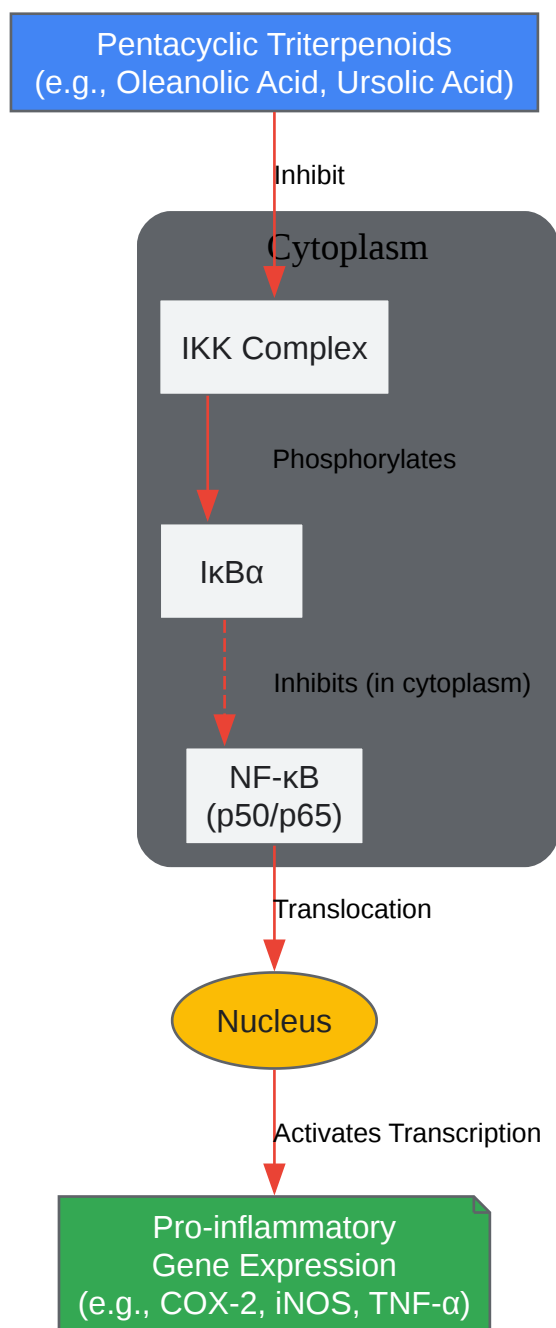 Pentacyclic Triterpenoids
(e.g., Oleanolic Acid, Ursolic Acid)
Inhibit
Cytoplasm
IKK Complex
Phosphorylates
IκBα
Inhibits (in cytoplasm)
NF-κB
(p50/p65)
Translocation
Nucleus
Activates Transcription
Pro-inflammatory
Gene Expression
(e.g., COX-2, iNOS, TNF-α)